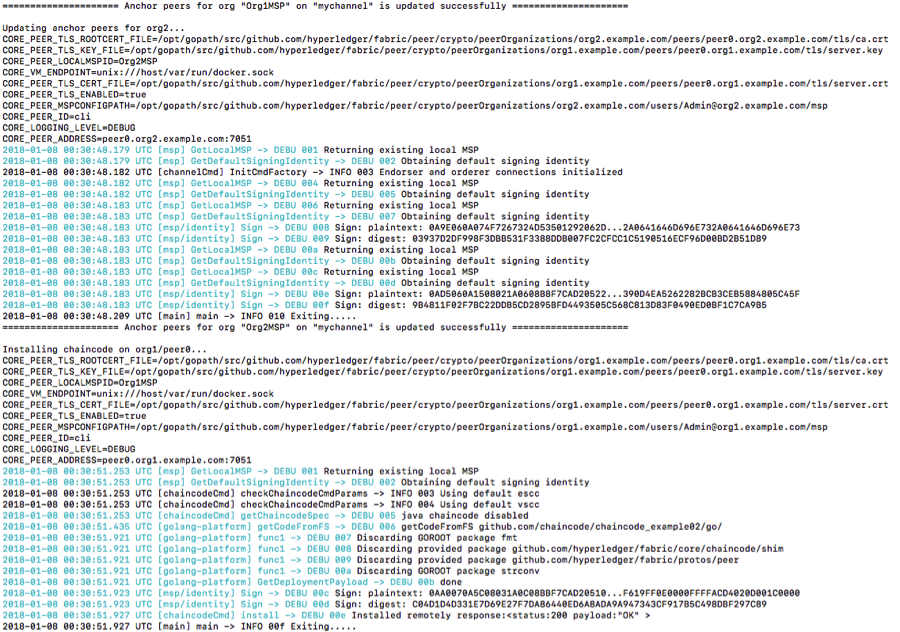 ===================== Anchor peers for org "Org1MSP" on "mychannel" is updated successfully =====================
Updating anchor peers for org2...
CORE_PEER_TLS_ROOTCERT_FILE=/opt/gopath/src/github.com/hyperledger/fabric/peer/crypto/peerOrganizations/org2.example.com/peers/peer0.org2.example.com/tls/ca.crt
CORE_PEER_TLS_KEY_FILE=/opt/gopath/src/github.com/hyperledger/fabric/peer/crypto/peerOrganizations/org1.example.com/peers/peer0.org1.example.com/tls/server.key
CORE_PEER_LOCALMSPID=Org2MSP
CORE_VM_ENDPOINT=unix:///host/var/run/docker.sock
CORE_PEER_TLS_CERT_FILE=/opt/gopath/src/github.com/hyperledger/fabric/peer/crypto/peerOrganizations/org1.example.com/peers/peer0.org1.example.com/tls/server.crt
CORE_PEER_TLS_ENABLED=true
CORE_PEER_MSPCONFIGPATH=/opt/gopath/src/github.com/hyperledger/fabric/peer/crypto/peerOrganizations/org2.example.com/users/Admin@org2.example.com/msp
CORE_PEER_ID=cli
CORE_LOGGING_LEVEL=DEBUG
CORE_PEER_ADDRESS=peer0.org2.example.com:7051
2018-01-08 00:30:48.179 UTC [msp] GetLocalMSP -> DEBU 001 Returning existing local MSP
2018-01-08 00:30:48.182 UTC [msp] GetDefaultSigningIdentity -> DEBU 002 Obtaining default signing identity
2018-01-08 00:30:48.182 UTC [channelCmd] InitCmdFactory -> INFO 003 Endorser and orderer connections initialized
2018-01-08 00:30:48.182 UTC [msp] GetLocalMSP -> DEBU 004 Returning existing local MSP
2018-01-08 00:30:48.182 UTC [msp] GetDefaultSigningIdentity -> DEBU 005 Obtaining default signing identity
2018-01-08 00:30:48.183 UTC [msp] GetLocalMSP -> DEBU 006 Returning existing local MSP
2018-01-08 00:30:48.183 UTC [msp] GetDefaultSigningIdentity -> DEBU 007 Obtaining default signing identity
2018-01-08 00:30:48.183 UTC [msp/identity] Sign -> DEBU 008 Sign: plaintext: 0A9E060A074F7267324D53501292062D...2A0641646D696E732A0641646D696E73
2018-01-08 00:30:48.183 UTC [msp/identity] Sign -> DEBU 009 Sign: digest: 03937D2DF998F3DBB531F3388DDB007FC2CFCC1C5190516ECF96D00BD2B51D89
2018-01-08 00:30:48.183 UTC [msp] GetLocalMSP -> DEBU 00a Returning existing local MSP
2018-01-08 00:30:48.183 UTC [msp] GetDefaultSigningIdentity -> DEBU 00b Obtaining default signing identity
2018-01-08 00:30:48.183 UTC [msp] GetLocalMSP -> DEBU 00c Returning existing local MSP
2018-01-08 00:30:48.183 UTC [msp] GetDefaultSigningIdentity -> DEBU 00d Obtaining default signing identity
2018-01-08 00:30:48.183 UTC [msp/identity] Sign -> DEBU 00e Sign: plaintext: 0AD5060A1508021A0608B8F7CAD20522...390D4EA5262282BCB3CEB5884805C45F
2018-01-08 00:30:48.183 UTC [msp/identity] Sign -> DEBU 00f Sign: digest: 9B4811F02F7BC22DDB5CD2895BFD4493505C568C813D83F0490ED0BF1C7CA9B5
2018-01-08 00:30:48.209 UTC [main] main -> INFO 010 Exiting.....
===================== Anchor peers for org "Org2MSP" on "mychannel" is updated successfully =====================
Installing chaincode on org1/peer0...
CORE_PEER_TLS_ROOTCERT_FILE=/opt/gopath/src/github.com/hyperledger/fabric/peer/crypto/peerOrganizations/org1.example.com/peers/peer0.org1.example.com/tls/ca.crt
CORE_PEER_TLS_KEY_FILE=/opt/gopath/src/github.com/hyperledger/fabric/peer/crypto/peerOrganizations/org1.example.com/peers/peer0.org1.example.com/tls/server.key
CORE_PEER_LOCALMSPID=Org1MSP
CORE_VM_ENDPOINT=unix:///host/var/run/docker.sock
CORE_PEER_TLS_CERT_FILE=/opt/gopath/src/github.com/hyperledger/fabric/peer/crypto/peerOrganizations/org1.example.com/peers/peer0.org1.example.com/tls/server.crt
CORE_PEER_TLS_ENABLED=true
CORE_PEER_MSPCONFIGPATH=/opt/gopath/src/github.com/hyperledger/fabric/peer/crypto/peerOrganizations/org1.example.com/users/Admin@org1.example.com/msp
CORE_PEER_ID=cli
CORE_LOGGING_LEVEL=DEBUG
CORE_PEER_ADDRESS=peer0.org1.example.com:7051
2018-01-08 00:30:51.253 UTC [msp] GetLocalMSP -> DEBU 001 Returning existing local MSP
2018-01-08 00:30:51.253 UTC [msp] GetDefaultSigningIdentity -> DEBU 002 Obtaining default signing identity
2018-01-08 00:30:51.253 UTC [chaincodeCmd] checkChaincodeCmdParams -> INFO 003 Using default escc
2018-01-08 00:30:51.253 UTC [chaincodeCmd] checkChaincodeCmdParams -> INFO 004 Using default vscc
2018-01-08 00:30:51.253 UTC [chaincodeCmd] getChaincodeSpec -> DEBU 005 java chaincode disabled
2018-01-08 00:30:51.435 UTC [golang-platform] getCodeFromFS -> DEBU 006 getCodeFromFS github.com/chaincode/chaincode_example02/go/
2018-01-08 00:30:51.921 UTC [golang-platform] func1 -> DEBU 007 Discarding GOROOT package fmt
2018-01-08 00:30:51.921 UTC [golang-platform] func1 -> DEBU 008 Discarding provided package github.com/hyperledger/fabric/core/chaincode/shim
2018-01-08 00:30:51.921 UTC [golang-platform] func1 -> DEBU 009 Discarding provided package github.com/hyperledger/fabric/protos/peer
2018-01-08 00:30:51.921 UTC [golang-platform] func1 -> DEBU 00a Discarding GOROOT package strconv
2018-01-08 00:30:51.921 UTC [golang-platform] GetDeploymentPayload -> DEBU 00b done
2018-01-08 00:30:51.923 UTC [msp/identity] Sign -> DEBU 00c Sign: plaintext: 0AA0070A5C08031A0C08BBF7CAD20510...F619FF0E0000FFFFACD4020D001C0000
2018-01-08 00:30:51.923 UTC [msp/identity] Sign -> DEBU 00d Sign: digest: C04D1D4D331E7D69E27F7DA86440ED6A8ADA9A947343CF917B5C498DBF297C89
2018-01-08 00:30:51.927 UTC [chaincodeCmd] install -> DEBU 00e Installed remotely response:<status:200 payload:"OK" >
2018-01-08 00:30:51.927 UTC [main] main -> INFO 00f Exiting.....